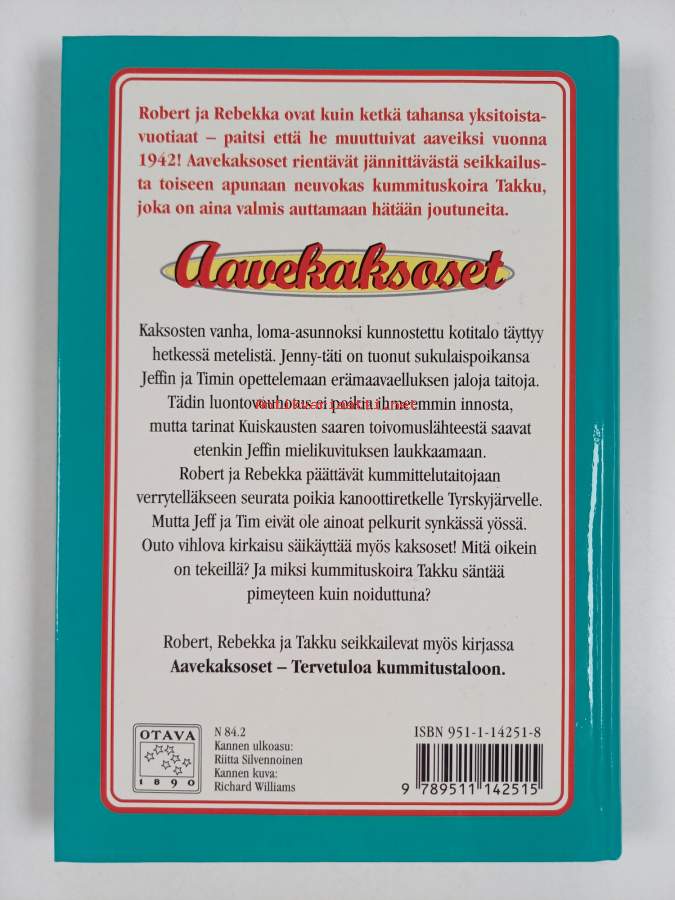 Robert ja Rebekka ovat kuin ketkä tahansa yksitoista-
vuotiaat – paitsi että he muuttuivat aaveiksi vuonna
1942! Aavekaksoset rientävät jännittävästä seikkailus-
ta toiseen apunaan neuvokas kummituskoira Takku,
joka on aina valmis auttamaan hätään joutuneita.
Aavekaksoset
Kaksosten vanha, loma-asunnoksi kunnostettu kotitalo täyttyy
hetkessä metelistä. Jenny-täti on tuonut sukulaispoikansa
Jeffin ja Timin opettelemaan erämaavaelluksen jaloja taitoja.
Tädin luontovauhotus ei poikia ihmeemmin innosta,
mutta tarinat Kuiskausten saaren toivomuslähteestä saavat
etenkin Jeffin mielikuvituksen laukkaamaan.
Robert ja Rebekka päättävät kummittelutaitojaan
verrytelläkseen seurata poikia kanoottiretkelle Tyrskyjärvelle.
Mutta Jeff ja Tim eivät ole ainoat pelkurit synkässä yössä.
Outo vihlova kirkaisu säikäyttää myös kaksoset! Mitä oikein
on tekeillä? Ja miksi kummituskoira Takku säntää
pimeyteen kuin noiduttuna?
Robert, Rebekka ja Takku seikkailevat myös kirjassa
Aavekaksoset – Tervetuloa kummitustaloon.
OTAVA
1890
N 84.2
Kannen ulkoasu:
Riitta Silvennoinen
Kannen kuva:
Richard Williams
ISBN 951-1-14251-8
9 789511 142515